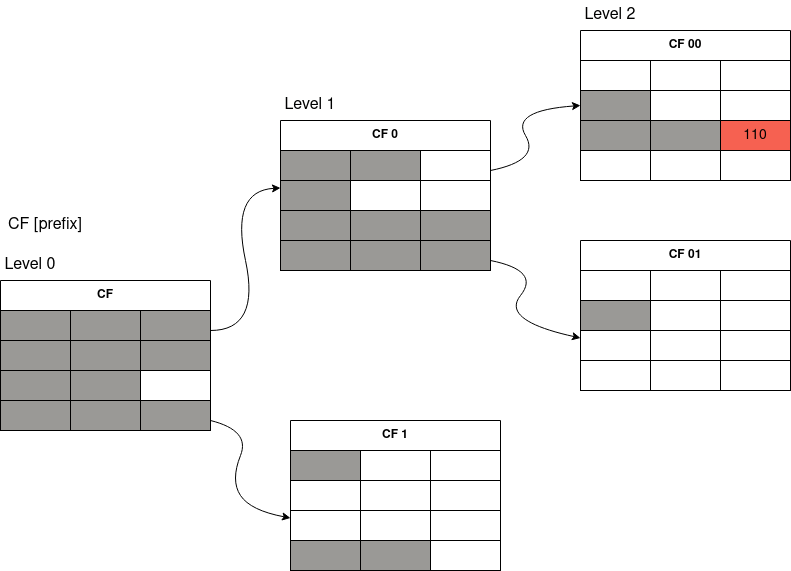 Level 2
CF 00
110
Level 1
CF 0
CF [prefix]
Level 0
CF
CF 01
CF 1